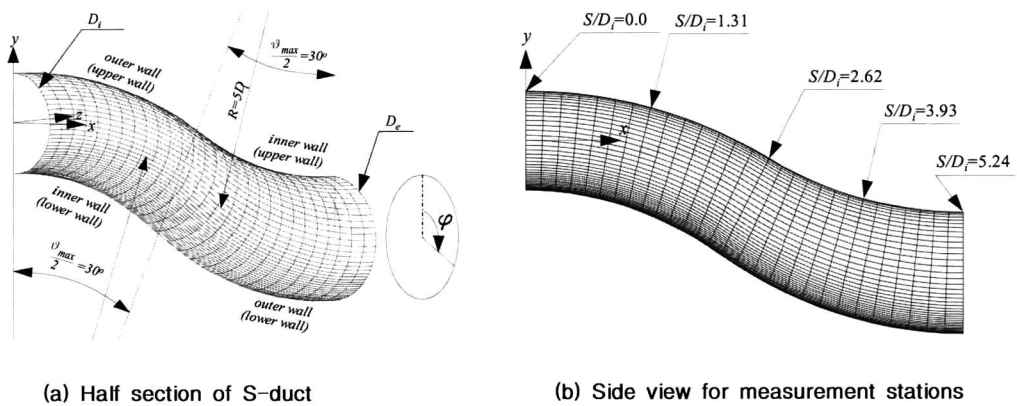 y
D_i
outer wall
(upper wall)
ϑ_max/2 =30º
R=5D_i
z
x
inner wall
(upper wall)
D_e
inner wall
(lower wall)
φ
ϑ_max/2 =30º
outer wall
(lower wall)
(a) Half section of S-duct
S/D_i=0.0
S/D_i=1.31
y
S/D_i=2.62
S/D_i=3.93
x
S/D_i=5.24
(b) Side view for measurement stations